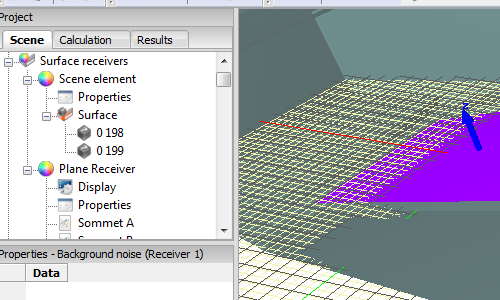 Project
Scene Calculation Results
Surface receivers
Scene element
Properties
Surface
0 198
0 199
Plane Receiver
Display
Properties
Sommet A
Properties - Background noise (Receiver 1)
Data